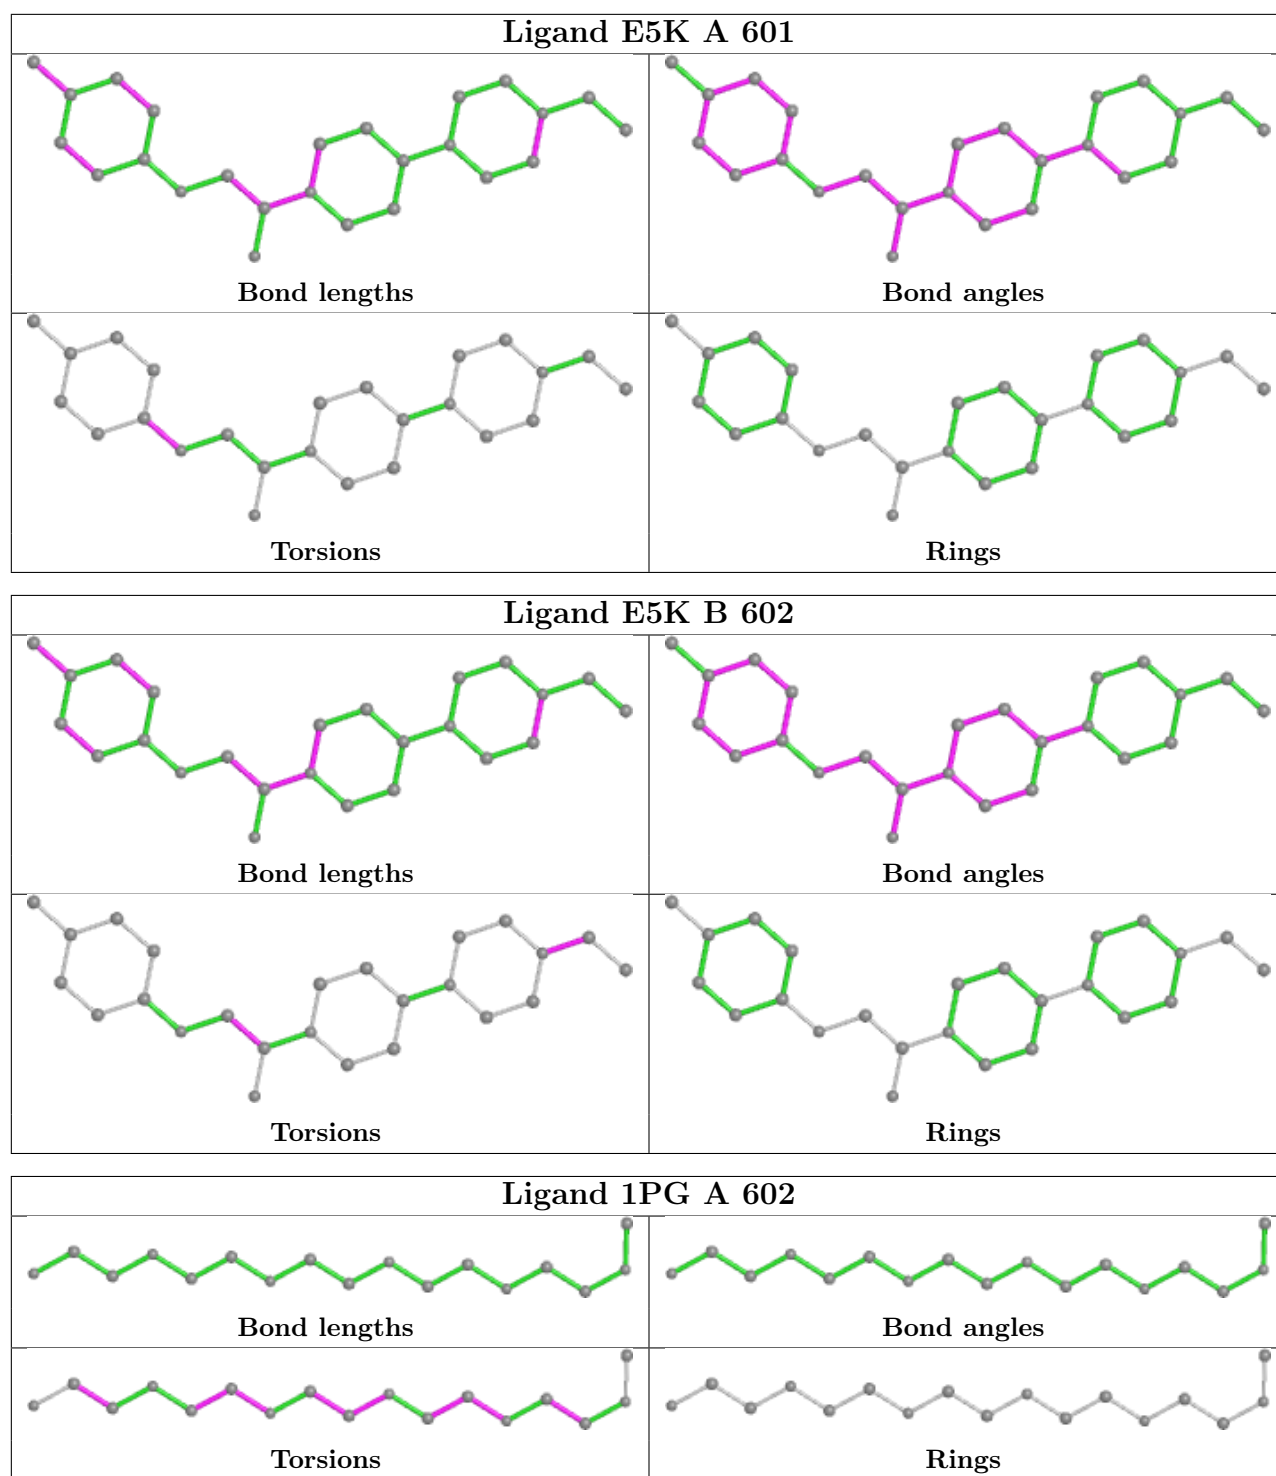 Ligand E5K A 601
Bond lengths
Bond angles
Torsions
Rings
Ligand E5K B 602
Bond lengths
Bond angles
Torsions
Rings
Ligand 1PG A 602
Bond lengths
Bond angles
Torsions
Rings